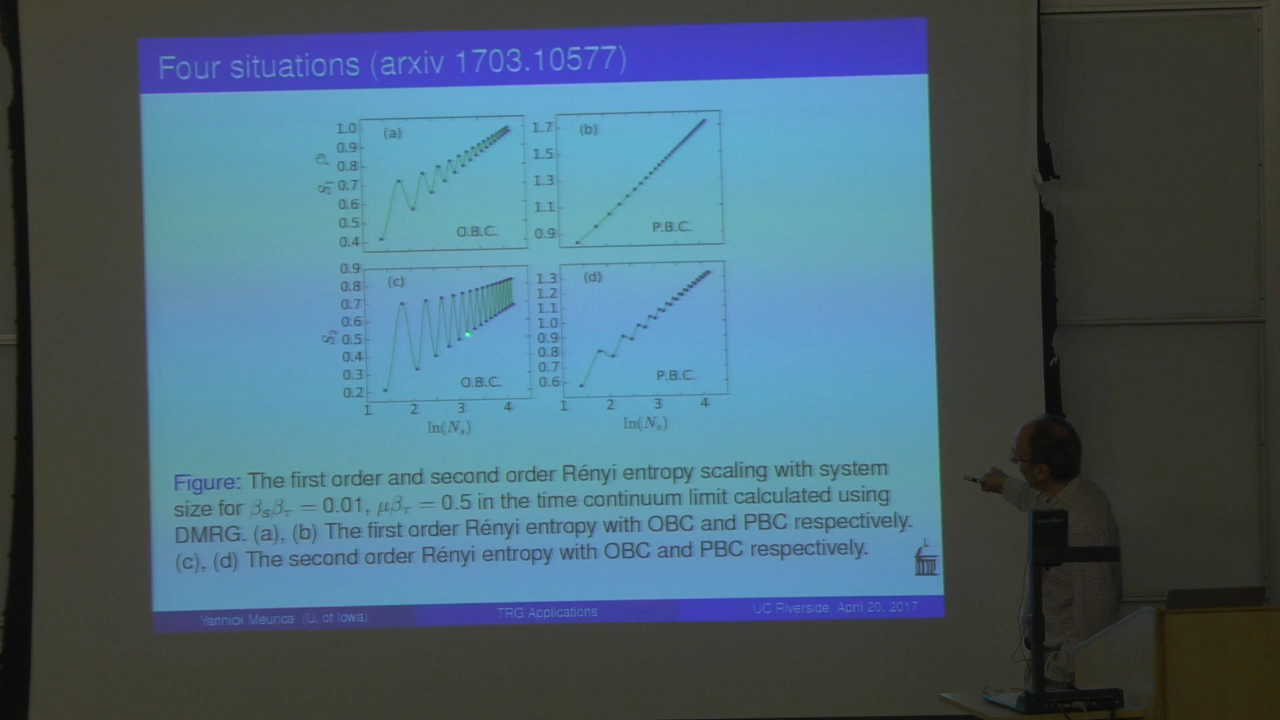 Four situations (arxiv 1703.10577)
1.0
0.9
0.8
0.7
0.6
0.5
0.4
(a)
O.B.C.
1.7
1.5
1.3
1.1
0.9
(b)
P.B.C.
0.9
0.8
0.7
0.6
0.5
0.4
0.3
0.2
S₂
(c)
O.B.C.
1 2 3 4
ln(Nₛ)
1.3
1.2
1.1
1.0
0.9
0.8
0.7
0.6
(d)
P.B.C.
1 2 3 4
ln(Nₛ)
Figure: The first order and second order Rényi entropy scaling with system
size for βₛβτ = 0.01, μβτ = 0.5 in the time continuum limit calculated using
DMRG. (a), (b) The first order Rényi entropy with OBC and PBC respectively.
(c), (d) The second order Rényi entropy with OBC and PBC respectively.
Yannick Meurice (U. of Iowa) TRG Applications UC Riverside, April 20, 2017